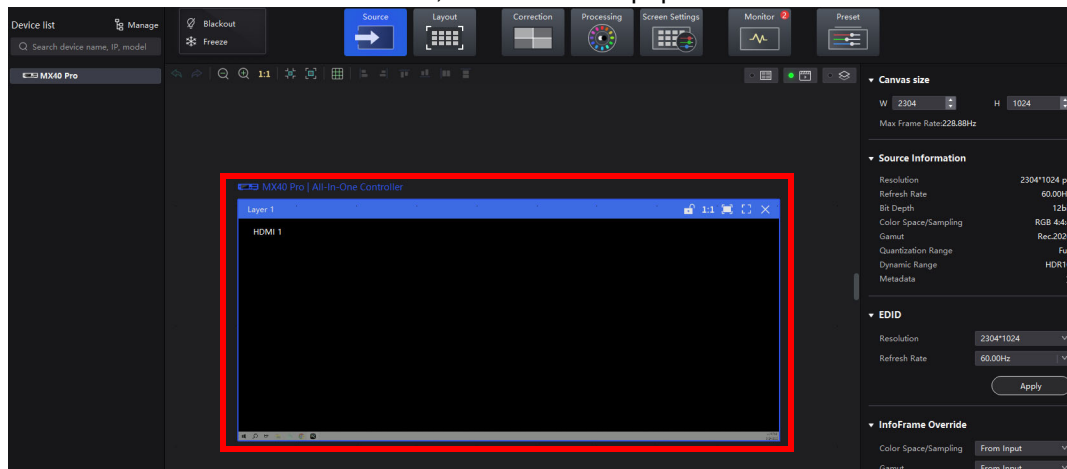 Device list
Manage
Search device name, IP, model
MX40 Pro
Blackout
Freeze
Source
Layout
Correction
Processing
Screen Settings
Monitor 2
Preset
1:1
MX40 Pro | All-In-One Controller
Layer 1
1:1
HDMI 1
Canvas size
W 2304 H 1024
Max Frame Rate:228.88Hz
Source Information
Resolution 2304*1024 p
Refresh Rate 60.00H
Bit Depth 12b
Color Space/Sampling RGB 4:4:
Gamut Rec.202
Quantization Range Fu
Dynamic Range HDR1
Metadata
EDID
Resolution 2304*1024
Refresh Rate 60.00Hz
Apply
InfoFrame Override
Color Space/Sampling From Input
Gamut From Input